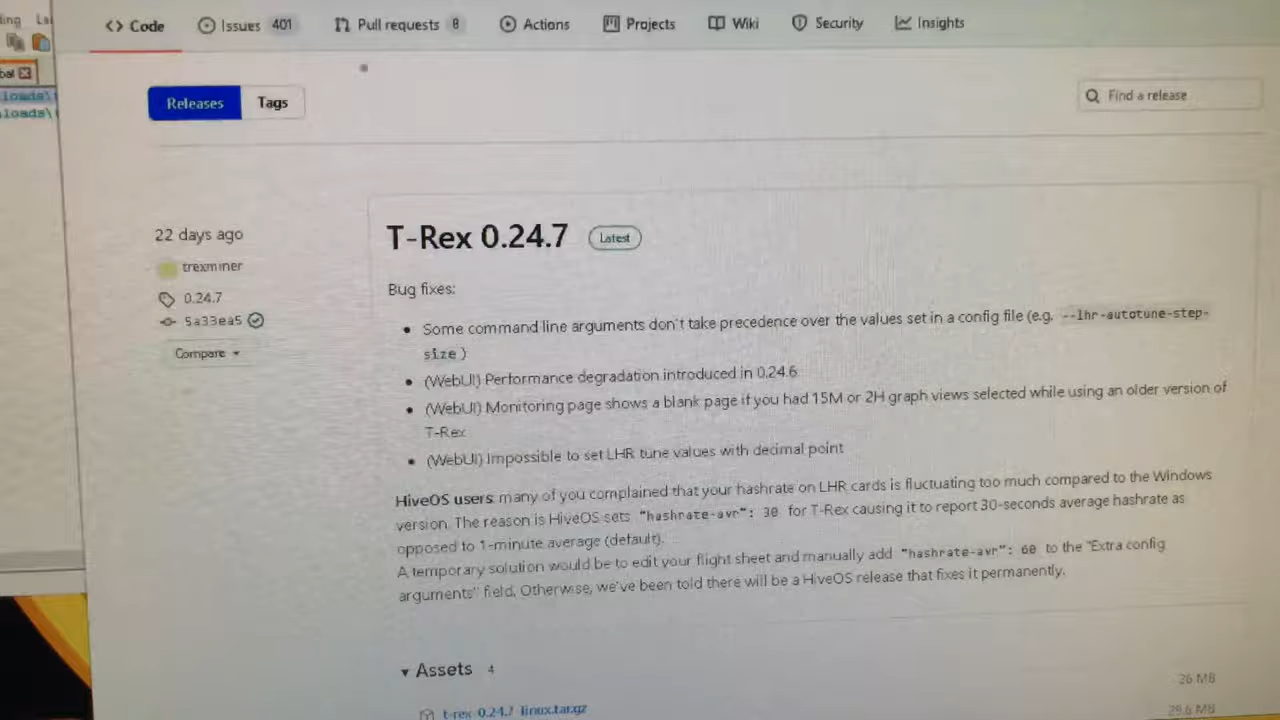 Code Issues 401 Pull requests 8 Actions Projects Wiki Security Insights
Releases Tags
Find a release
22 days ago
trexminer
0.24.7
5a33ea5
Compare
T-Rex 0.24.7 Latest
Bug fixes:
Some command line arguments don't take precedence over the values set in a config file (e.g. --lhr-autotune-step-
size )
(WebUI) Performance degradation introduced in 0.24.6
(WebUI) Monitoring page shows a blank page if you had 15M or 2H graph views selected while using an older version of
T-Rex
(WebUI) Impossible to set LHR tune values with decimal point
HiveOS users many of you complained that your hashrate on LHR cards is fluctuating too much compared to the Windows
version. The reason is HiveOS sets "hashrate-avr": 30 for T-Rex causing it to report 30-seconds average hashrate as
opposed to 1-minute average (default).
A temporary solution would be to edit your flight sheet and manually add "hashrate-avr": 60 to the "Extra config
arguments" field. Otherwise, we've been told there will be a HiveOS release that fixes it permanently.
Assets 4
26 MB
t-rex-0.24.7-linux.tar.gz
28.6 MB
loads\
loads\